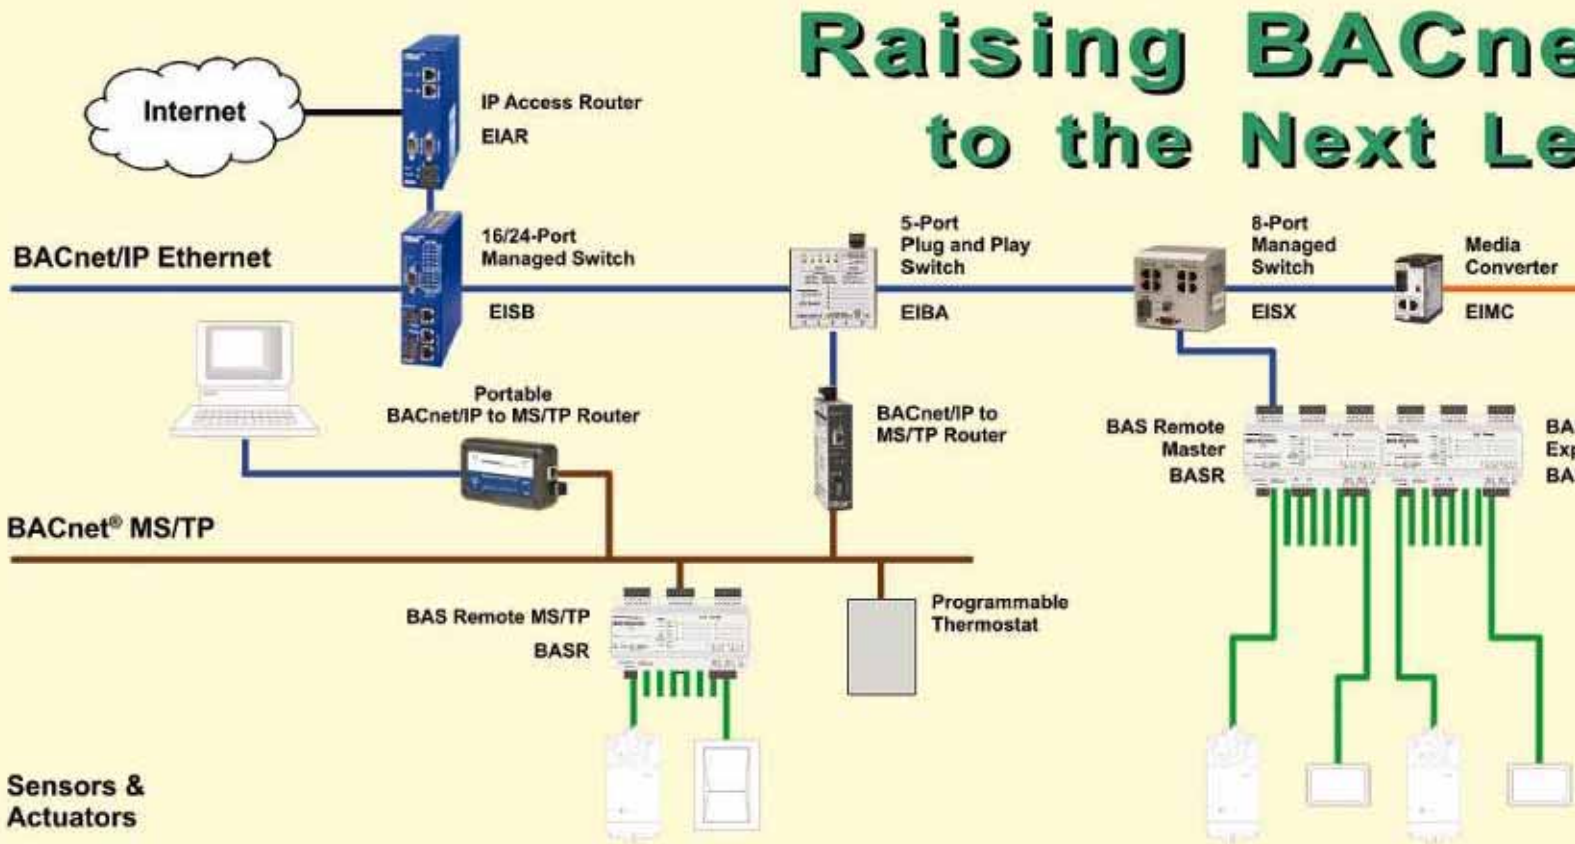 Raising BACne
to the Next Le
Internet
IP Access Router
EIAR
BACnet/IP Ethernet
16/24-Port
Managed Switch
EISB
5-Port
Plug and Play
Switch
EIBA
8-Port
Managed
Switch
EISX
Media
Converter
EIMC
Portable
BACnet/IP to MS/TP Router
BACnet/IP to
MS/TP Router
BAS Remote
Master
BASR
BA
Exp
BA
BACnet® MS/TP
BAS Remote MS/TP
BASR
Programmable
Thermostat
Sensors &
Actuators